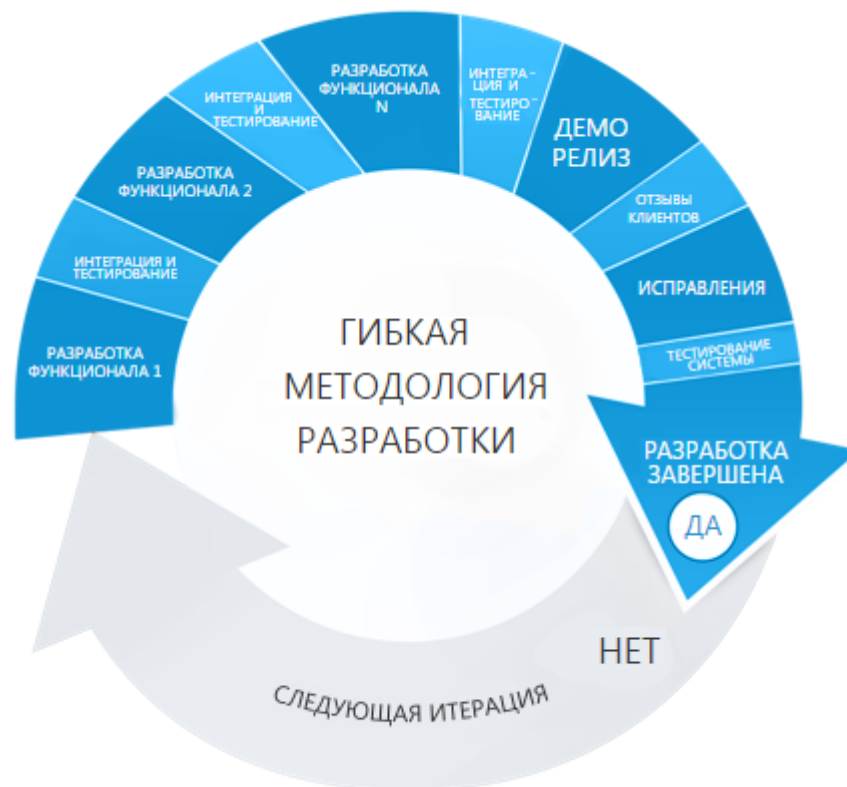 РАЗРАБОТКА
ФУНКЦИОНАЛА 1
ИНТЕГРАЦИЯ И
ТЕСТИРОВАНИЕ
РАЗРАБОТКА
ФУНКЦИОНАЛА 2
ИНТЕГРАЦИЯ
И
ТЕСТИРОВАНИЕ
РАЗРАБОТКА
ФУНКЦИОНАЛА
N
ИНТЕГРА-
ЦИЯ И
ТЕСТИРО-
ВАНИЕ
ДЕМО
РЕЛИЗ
ОТЗЫВЫ
КЛИЕНТОВ
ИСПРАВЛЕНИЯ
ТЕСТИРОВАНИЕ
СИСТЕМЫ
РАЗРАБОТКА
ЗАВЕРШЕНА
ДА
НЕТ
СЛЕДУЮЩАЯ ИТЕРАЦИЯ
ГИБКАЯ
МЕТОДОЛОГИЯ
РАЗРАБОТКИ